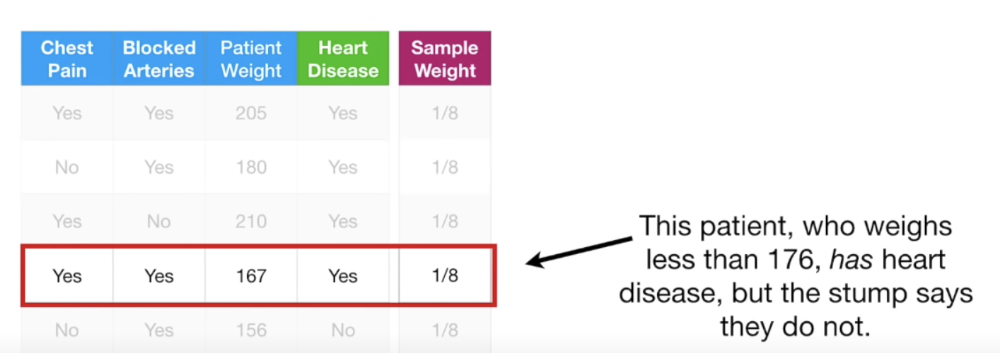 Chest Pain Blocked Arteries Patient Weight Heart Disease Sample Weight
Yes Yes 205 Yes 1/8
No Yes 180 Yes 1/8
Yes No 210 Yes 1/8
Yes Yes 167 Yes 1/8
No Yes 156 No 1/8
This patient, who weighs
less than 176, has heart
disease, but the stump says
they do not.